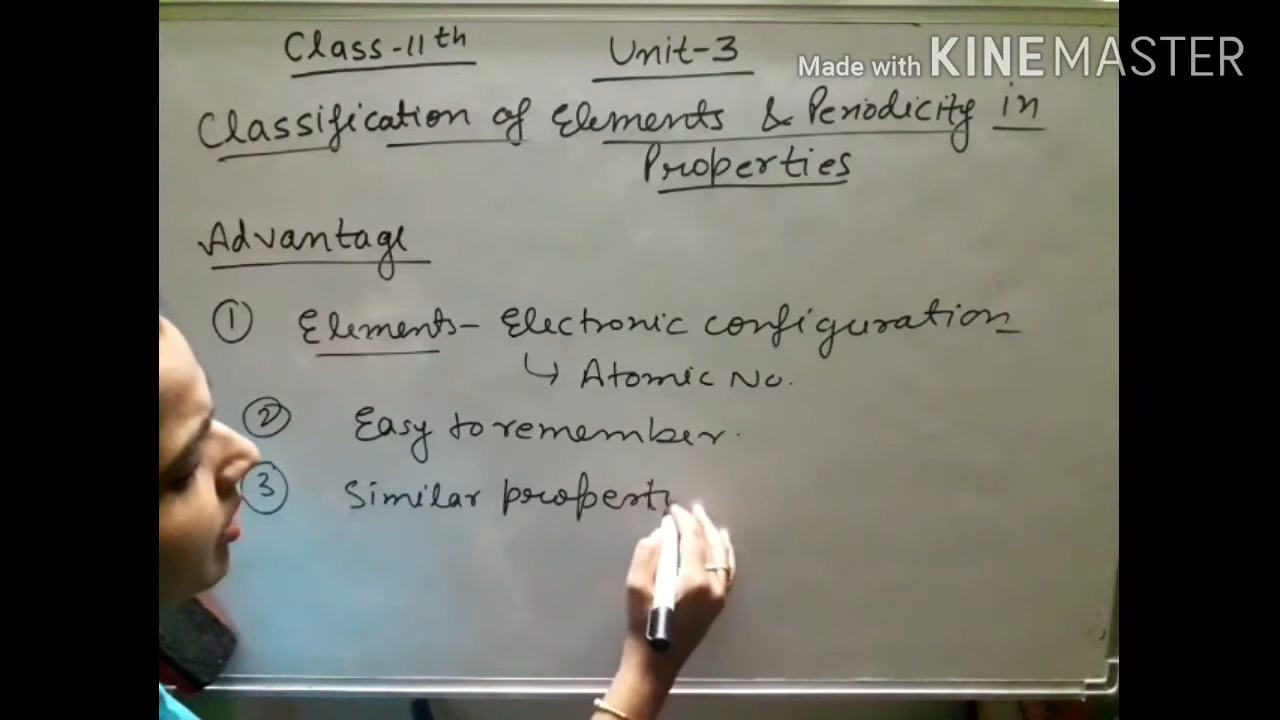 Class-11th Unit-3
Made with KINEMASTER
Classification of Elements & Periodicity in
Properties
Advantage
① Elements- Electronic configuration
↳ Atomic No.
② Easy to remember.
③ Similar properti